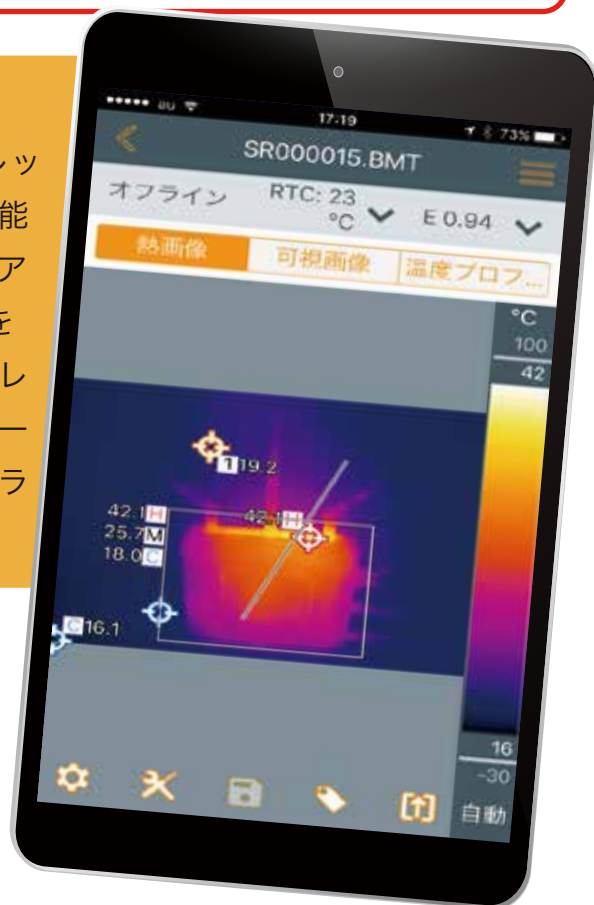 レッ
能
ア
を
レ
ー
ラ
au 17:19 73%
SR000015.BMT
オフライン RTC: 23 °C E 0.94
熱画像 可視画像 温度プロフ...
°C
100
42
1 19.2
42.1 H 42.1 H
25.7 M
18.0 C
C 16.1
16
-30
自動